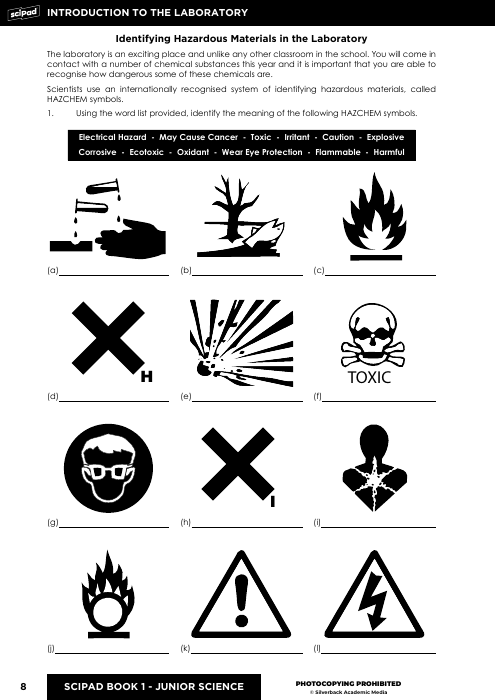 scipad INTRODUCTION TO THE LABORATORY
Identifying Hazardous Materials in the Laboratory
The laboratory is an exciting place and unlike any other classroom in the school. You will come in
contact with a number of chemical substances this year and it is important that you are able to
recognise how dangerous some of these chemicals are.
Scientists use an internationally recognised system of identifying hazardous materials, called
HAZCHEM symbols.
1. Using the word list provided, identify the meaning of the following HAZCHEM symbols.
Electrical Hazard - May Cause Cancer - Toxic - Irritant - Caution - Explosive
Corrosive - Ecotoxic - Oxidant - Wear Eye Protection - Flammable - Harmful
(a) (b) (c)
H
TOXIC
(d) (e) (f)
I
(g) (h) (i)
(j) (k) (l)
8 SCIPAD BOOK 1 - JUNIOR SCIENCE
PHOTOCOPYING PROHIBITED
© Silverback Academic Media